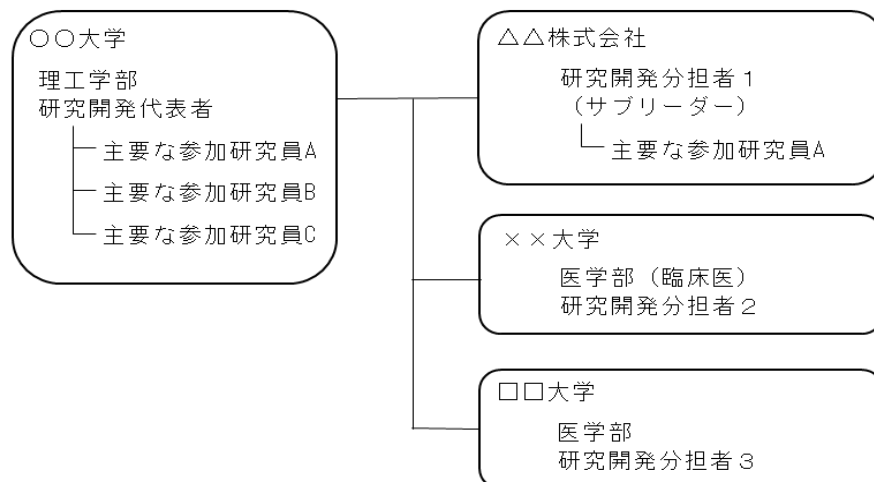 ○○大学
理工学部
研究開発代表者
主要な参加研究員A
主要な参加研究員B
主要な参加研究員C
△△株式会社
研究開発分担者１
（サブリーダー）
主要な参加研究員A
××大学
医学部（臨床医）
研究開発分担者２
□□大学
医学部
研究開発分担者３